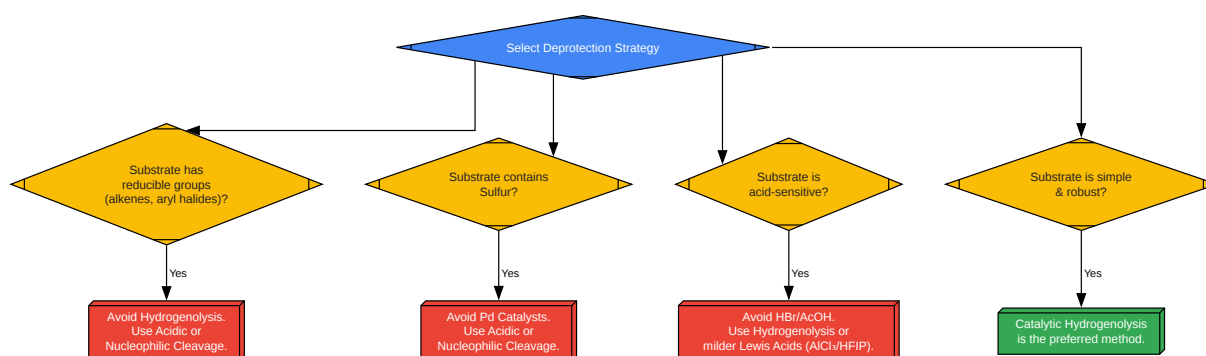 Select Deprotection Strategy
Substrate has
reducible groups
(alkenes, aryl halides)?
Substrate contains
Sulfur?
Substrate is
acid-sensitive?
Substrate is simple
& robust?
Yes
Yes
Yes
Yes
Avoid Hydrogenolysis.
Use Acidic or
Nucleophilic Cleavage.
Avoid Pd Catalysts.
Use Acidic or
Nucleophilic Cleavage.
Avoid HBr/AcOH.
Use Hydrogenolysis or
milder Lewis Acids (AlCl₃/HFIP).
Catalytic Hydrogenolysis
is the preferred method.